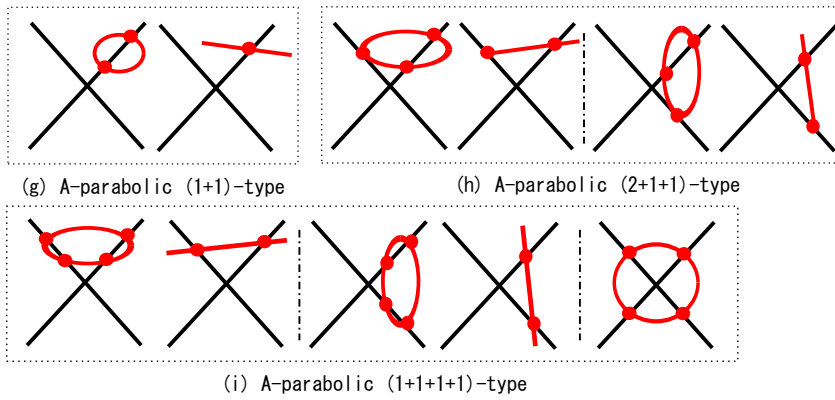 (g) A-parabolic (1+1)-type
(h) A-parabolic (2+1+1)-type
(i) A-parabolic (1+1+1+1)-type